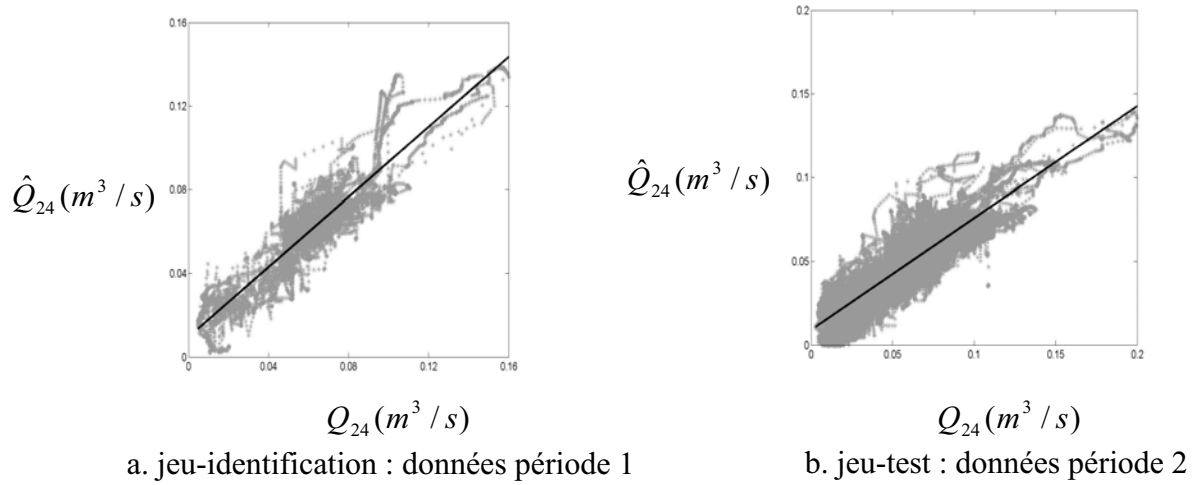 0.16
0.12
0.08
0.04
0
0 0.04 0.08 0.12 0.16
Q̂₂₄(m³/s)
Q₂₄(m³/s)
a. jeu-identification : données période 1
0.2
0.15
0.1
0.05
0
0 0.05 0.1 0.15 0.2
Q̂₂₄(m³/s)
Q₂₄(m³/s)
b. jeu-test : données période 2